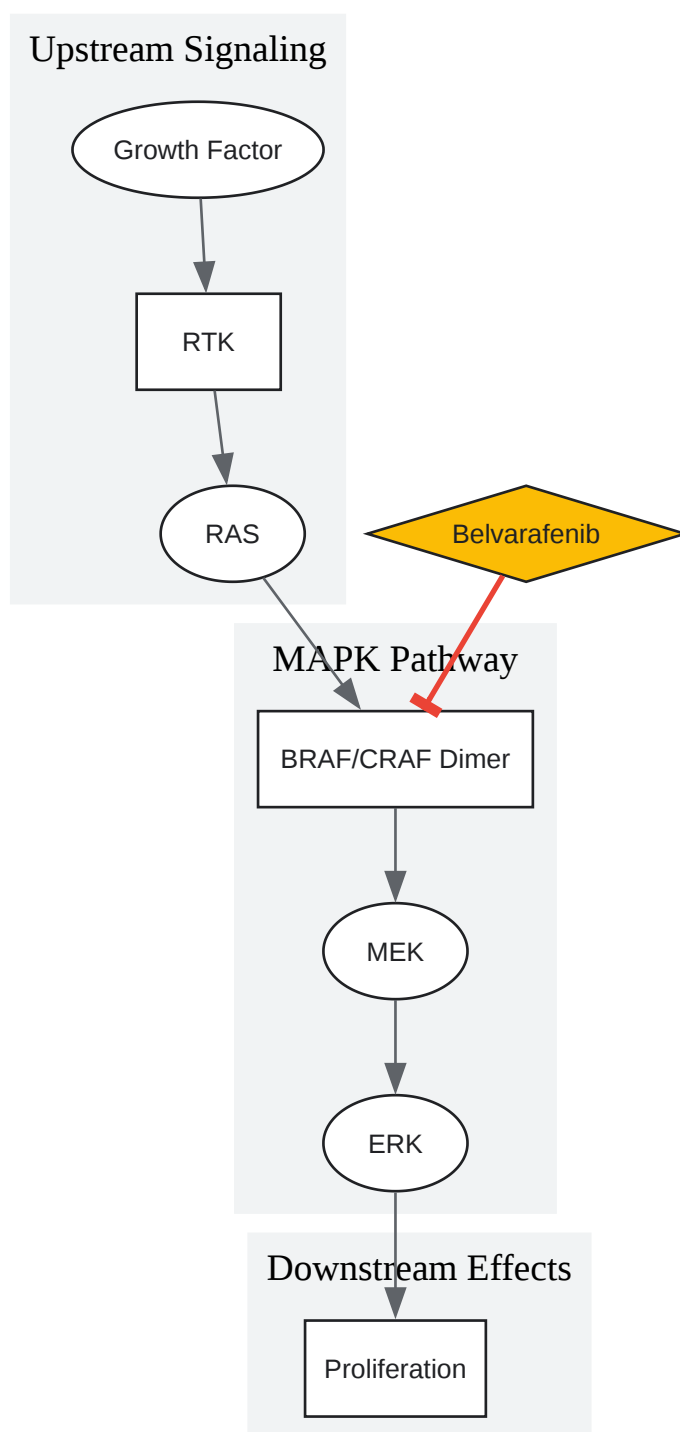 Upstream Signaling
Growth Factor
RTK
RAS
Belvarafenib
MAPK Pathway
BRAF/CRAF Dimer
MEK
ERK
Downstream Effects
Proliferation